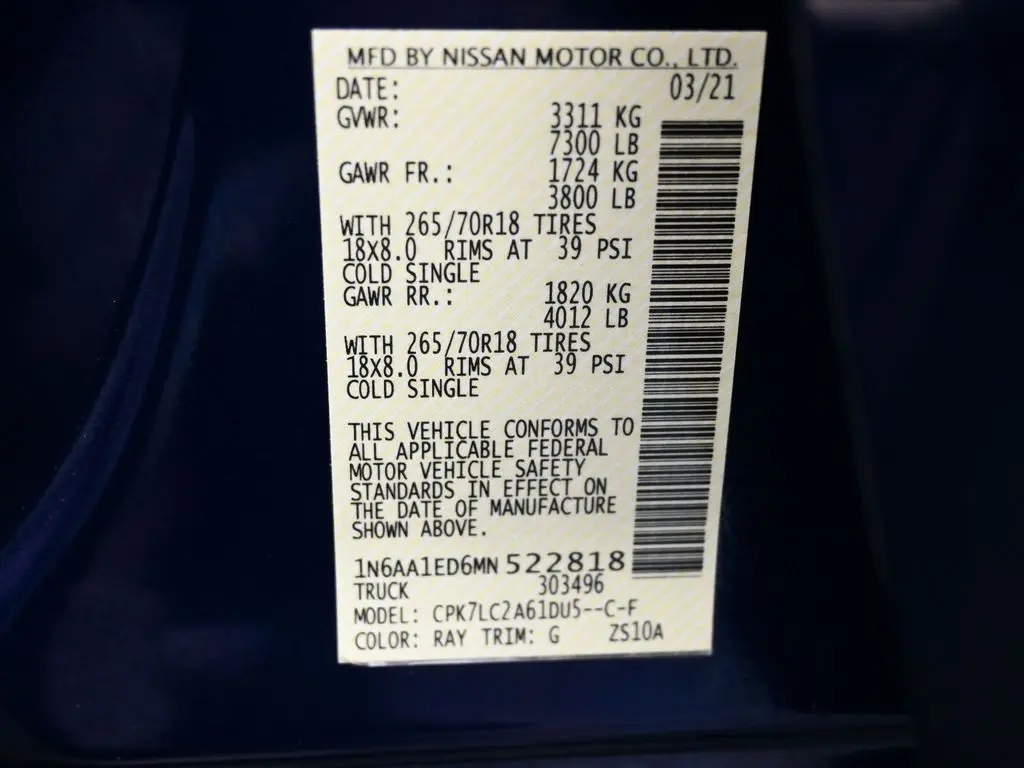 MFD BY NISSAN MOTOR CO., LTD.
DATE: 03/21
GVWR: 3311 KG
7300 LB
GAWR FR.: 1724 KG
3800 LB
WITH 265/70R18 TIRES
18X8.0 RIMS AT 39 PSI
COLD SINGLE
GAWR RR.: 1820 KG
4012 LB
WITH 265/70R18 TIRES
18X8.0 RIMS AT 39 PSI
COLD SINGLE
THIS VEHICLE CONFORMS TO
ALL APPLICABLE FEDERAL
MOTOR VEHICLE SAFETY
STANDARDS IN EFFECT ON
THE DATE OF MANUFACTURE
SHOWN ABOVE.
1N6AA1ED6MN 522818
TRUCK 303496
MODEL: CPK7LC2A61DU5--C-F
COLOR: RAY TRIM: G ZS10A